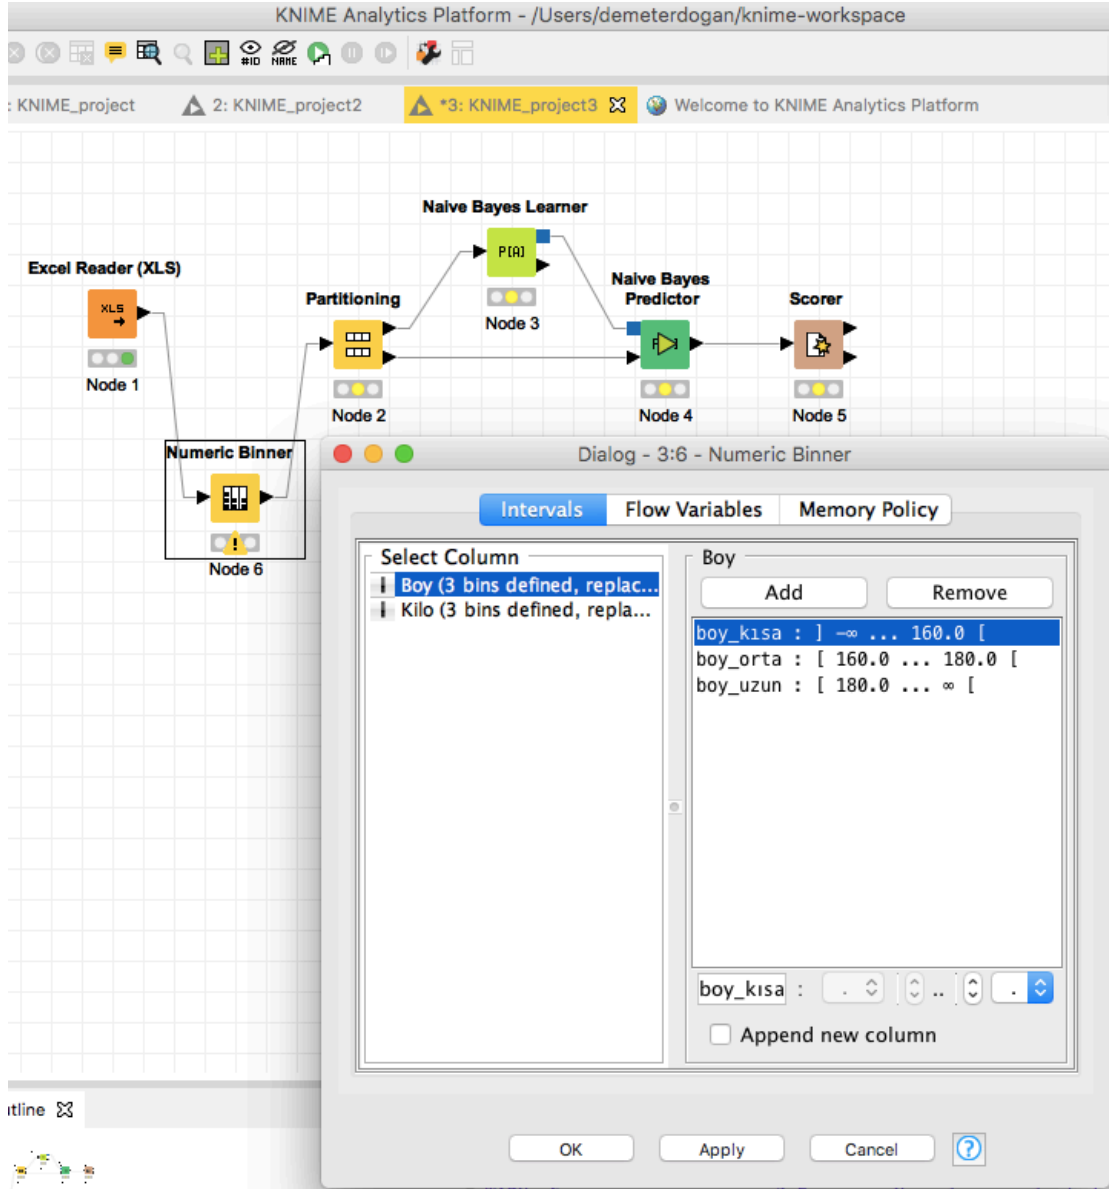 KNIME Analytics Platform - /Users/demeterdogan/knime-workspace
#ID NAME
: KNIME_project 2: KNIME_project2 *3: KNIME_project3 Welcome to KNIME Analytics Platform
Naive Bayes Learner
P[A]
Node 3
Excel Reader (XLS)
XLS
Node 1
Partitioning
Node 2
Naive Bayes
Predictor
Node 4
Scorer
Node 5
Numeric Binner
Node 6
Dialog - 3:6 - Numeric Binner
Intervals Flow Variables Memory Policy
Select Column
Boy (3 bins defined, replac...
Kilo (3 bins defined, repla...
Boy
Add Remove
boy_kısa : ] -∞ ... 160.0 [
boy_orta : [ 160.0 ... 180.0 [
boy_uzun : [ 180.0 ... ∞ [
boy_kısa : . .. .
Append new column
OK Apply Cancel ?
utline